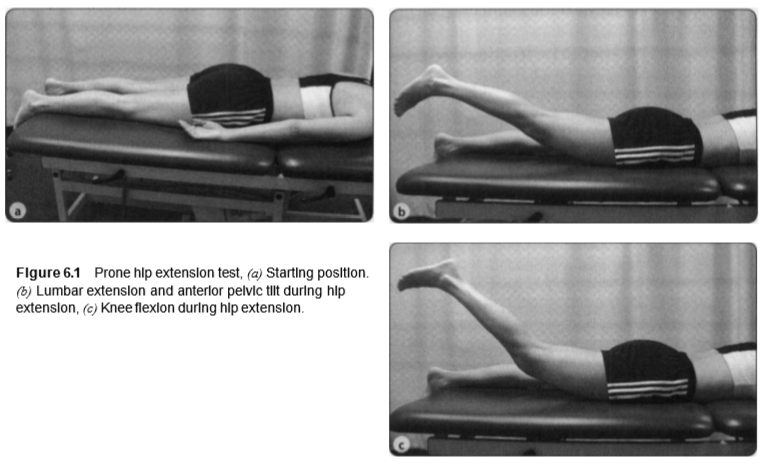 a
b
Figure 6.1 Prone hip extension test, (a) Starting position.
(b) Lumbar extension and anterior pelvic tilt during hip
extension, (c) Knee flexion during hip extension.
c